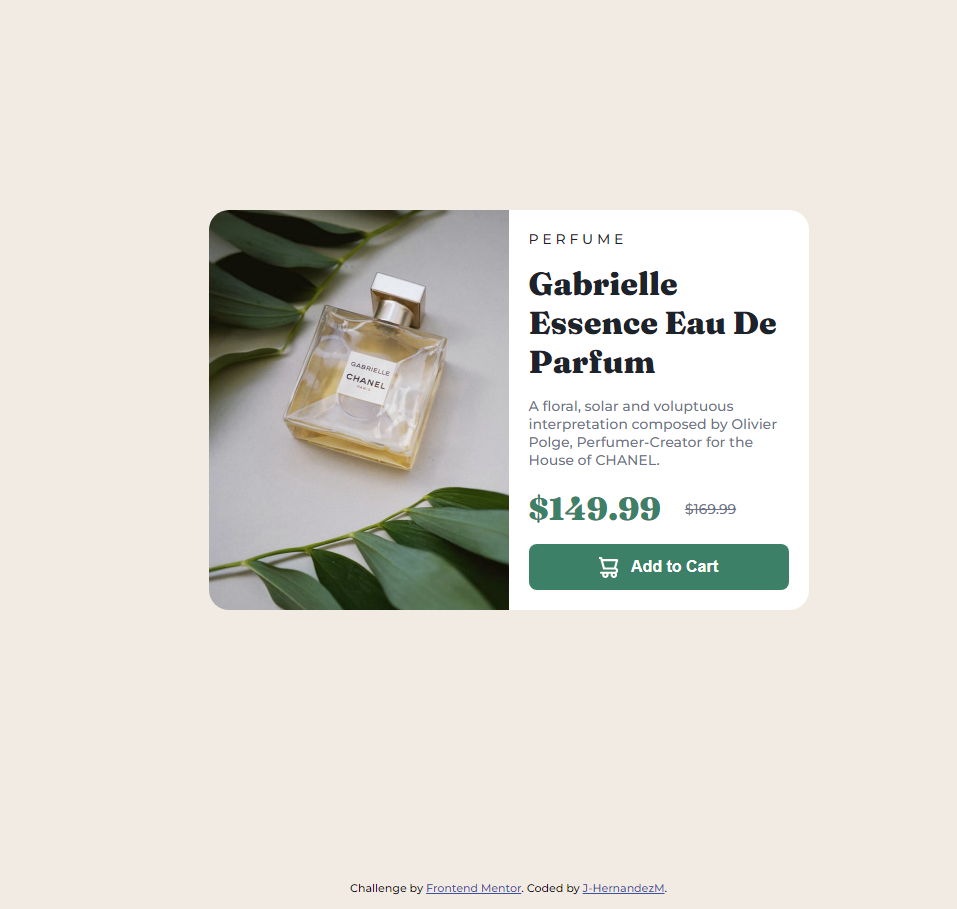 PERFUME
Gabrielle
Essence Eau De
Parfum
GABRIELLE
CHANEL
PARIS
A floral, solar and voluptuous
interpretation composed by Olivier
Polge, Perfumer-Creator for the
House of CHANEL.
$149.99 $169.99
Add to Cart
Challenge by Frontend Mentor. Coded by J-HernandezM.